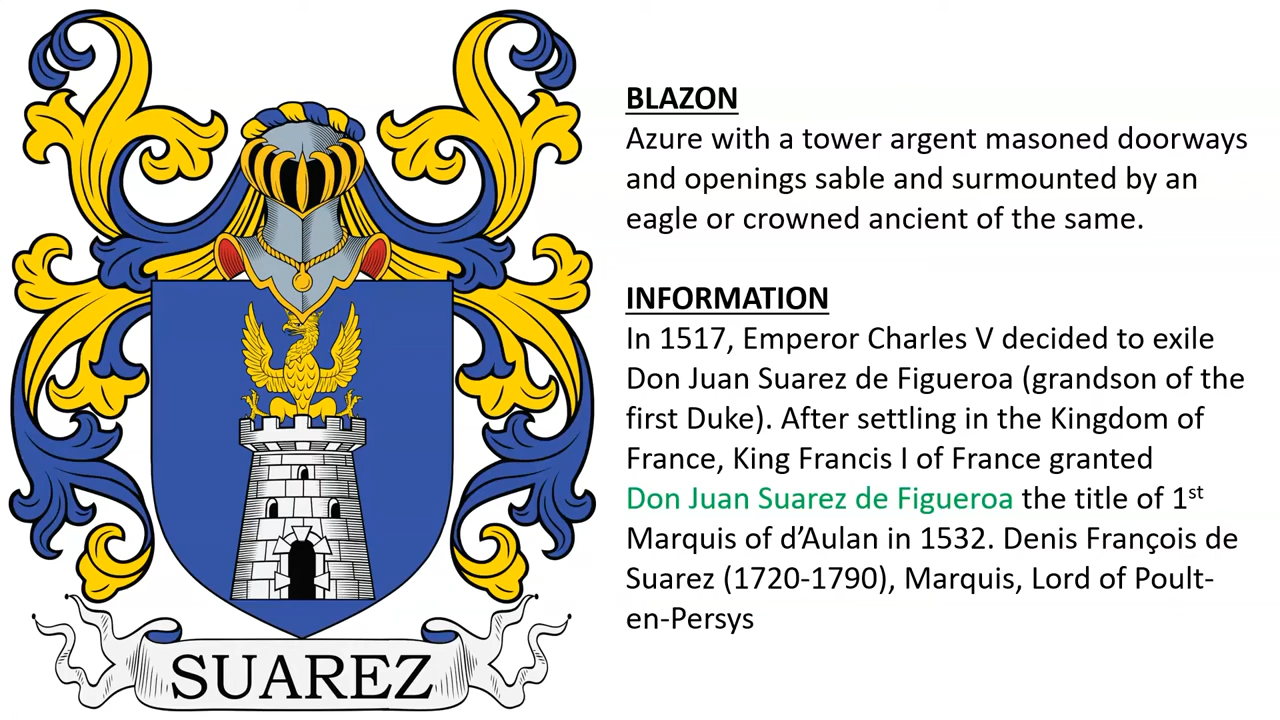 BLAZON
Azure with a tower argent masoned doorways
and openings sable and surmounted by an
eagle or crowned ancient of the same.
INFORMATION
In 1517, Emperor Charles V decided to exile
Don Juan Suarez de Figueroa (grandson of the
first Duke). After settling in the Kingdom of
France, King Francis I of France granted
Don Juan Suarez de Figueroa the title of 1st
Marquis of d’Aulan in 1532. Denis François de
Suarez (1720-1790), Marquis, Lord of Poult-
en-Persys
SUAREZ